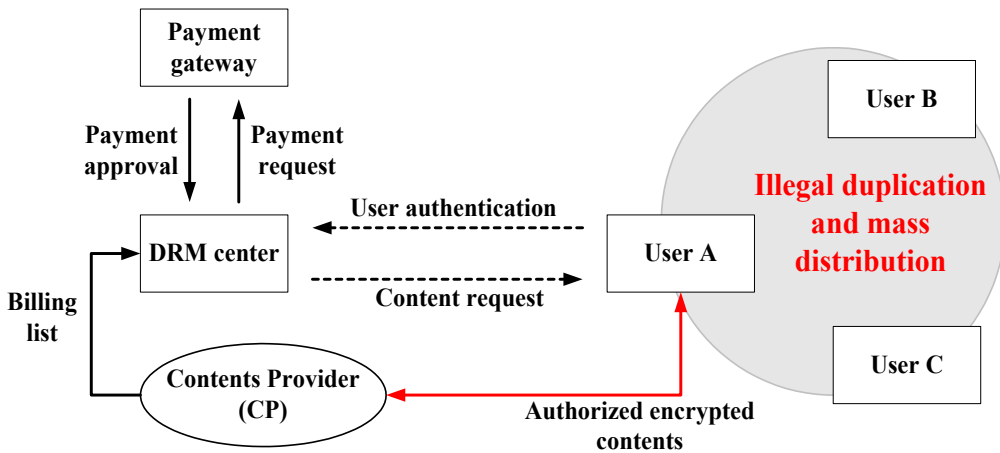 Payment
gateway
Payment
approval
Payment
request
User B
Illegal duplication
and mass
distribution
User authentication
DRM center
User A
Content request
Billing
list
Contents Provider
(CP)
User C
Authorized encrypted
contents